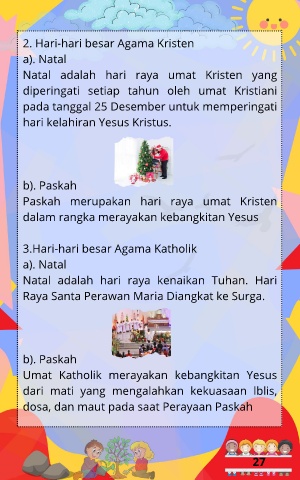 2. Hari-hari besar Agama Kristen
a). Natal
Natal adalah hari raya umat Kristen yang
diperingati setiap tahun oleh umat Kristiani
pada tanggal 25 Desember untuk memperingati
hari kelahiran Yesus Kristus.
b). Paskah
Paskah merupakan hari raya umat Kristen
dalam rangka merayakan kebangkitan Yesus
3.Hari-hari besar Agama Katholik
a). Natal
Natal adalah hari raya kenaikan Tuhan. Hari
Raya Santa Perawan Maria Diangkat ke Surga.
b). Paskah
Umat Katholik merayakan kebangkitan Yesus
dari mati yang mengalahkan kekuasaan Iblis,
dosa, dan maut pada saat Perayaan Paskah
27